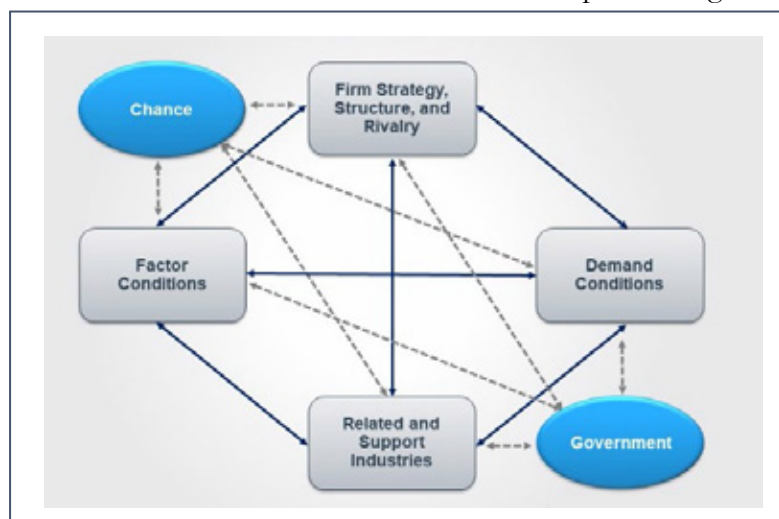 Chance
Firm Strategy,
Structure, and
Rivalry
Factor
Conditions
Demand
Conditions
Related and
Support
Industries
Government